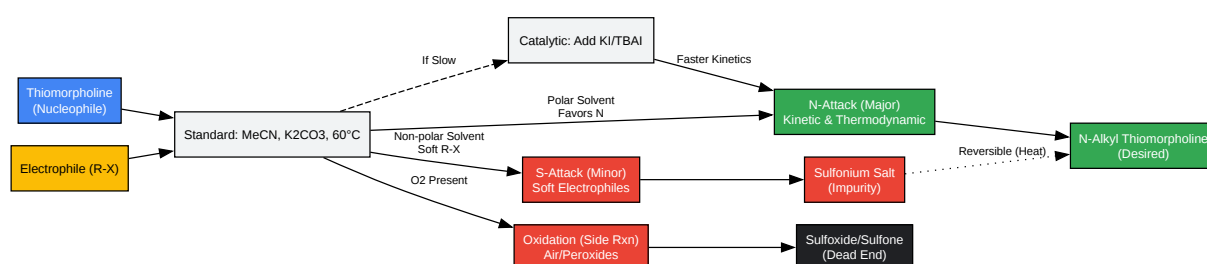 Thiomorpholine
(Nucleophile)
Electrophile (R-X)
Standard: MeCN, K2CO3, 60°C
If Slow
Catalytic: Add KI/TBAI
Faster Kinetics
Polar Solvent
Favors N
N-Attack (Major)
Kinetic & Thermodynamic
Non-polar Solvent
Soft R-X
S-Attack (Minor)
Soft Electrophiles
Sulfonium Salt
(Impurity)
Reversible (Heat)
N-Alkyl Thiomorpholine
(Desired)
O2 Present
Oxidation (Side Rxn)
Air/Peroxides
Sulfoxide/Sulfone
(Dead End)